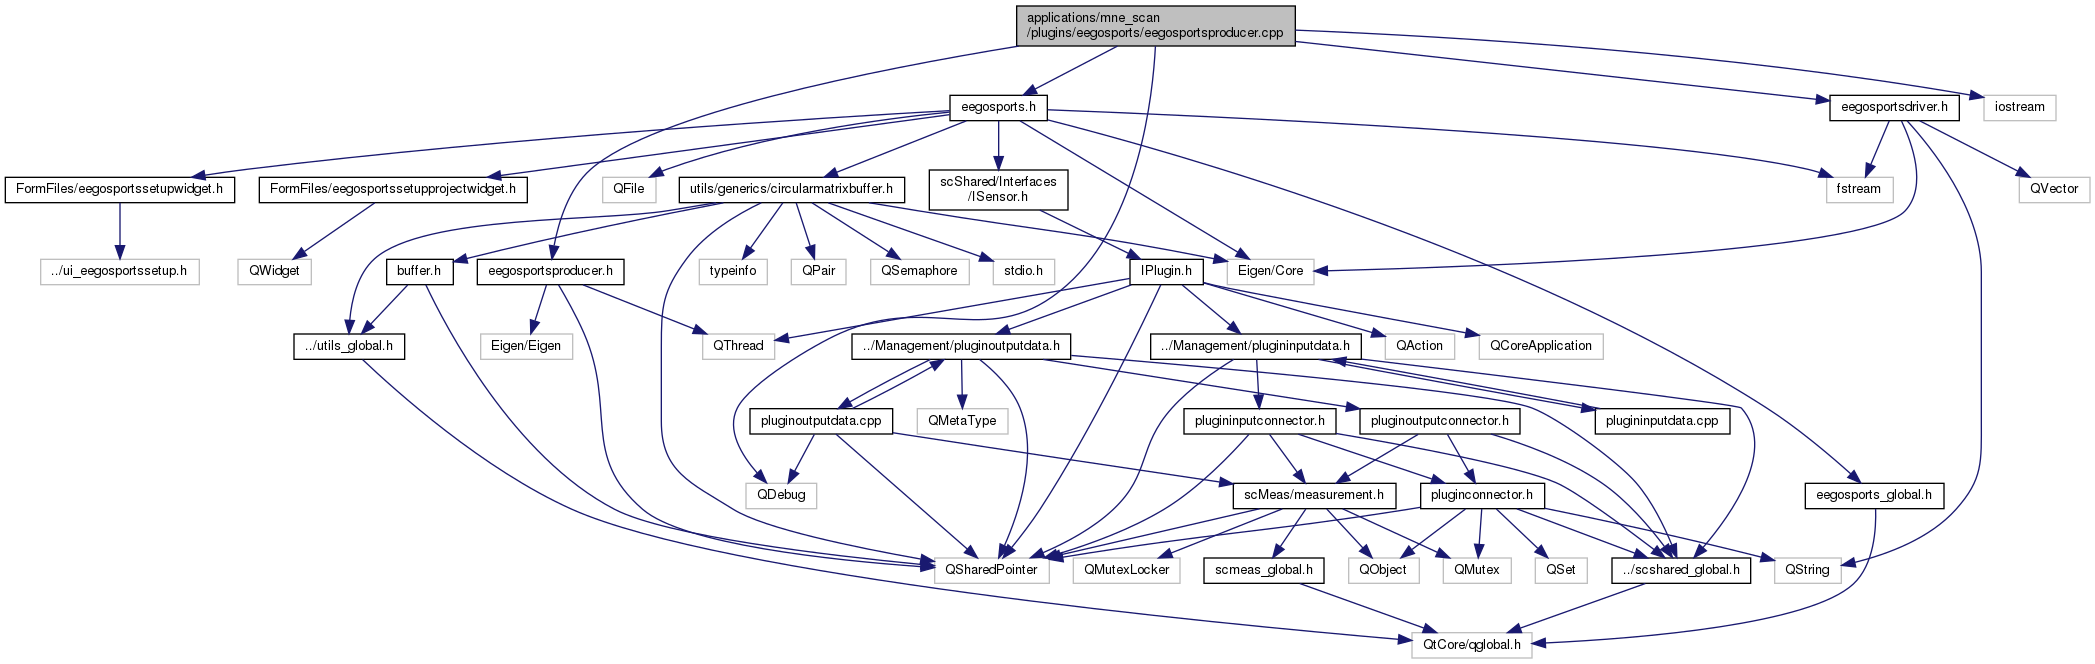 applications/mne_scan
/plugins/eegosports/eegosportsproducer.cpp
eegosports.h
eegosportsdriver.h
iostream
FormFiles/eegosportssetupwidget.h
FormFiles/eegosportssetupprojectwidget.h
QFile
utils/generics/circularmatrixbuffer.h
scShared/Interfaces
/ISensor.h
fstream
QVector
../ui_eegosportssetup.h
QWidget
buffer.h
eegosportsproducer.h
typeinfo
QPair
QSemaphore
stdio.h
IPlugin.h
Eigen/Core
../utils_global.h
Eigen/Eigen
QThread
../Management/pluginoutputdata.h
../Management/plugininputdata.h
QAction
QCoreApplication
pluginoutputdata.cpp
QMetaType
plugininputconnector.h
pluginoutputconnector.h
plugininputdata.cpp
QDebug
scMeas/measurement.h
pluginconnector.h
eegosports_global.h
QSharedPointer
QMutexLocker
scmeas_global.h
QObject
QMutex
QSet
../scshared_global.h
QString
QtCore/qglobal.h